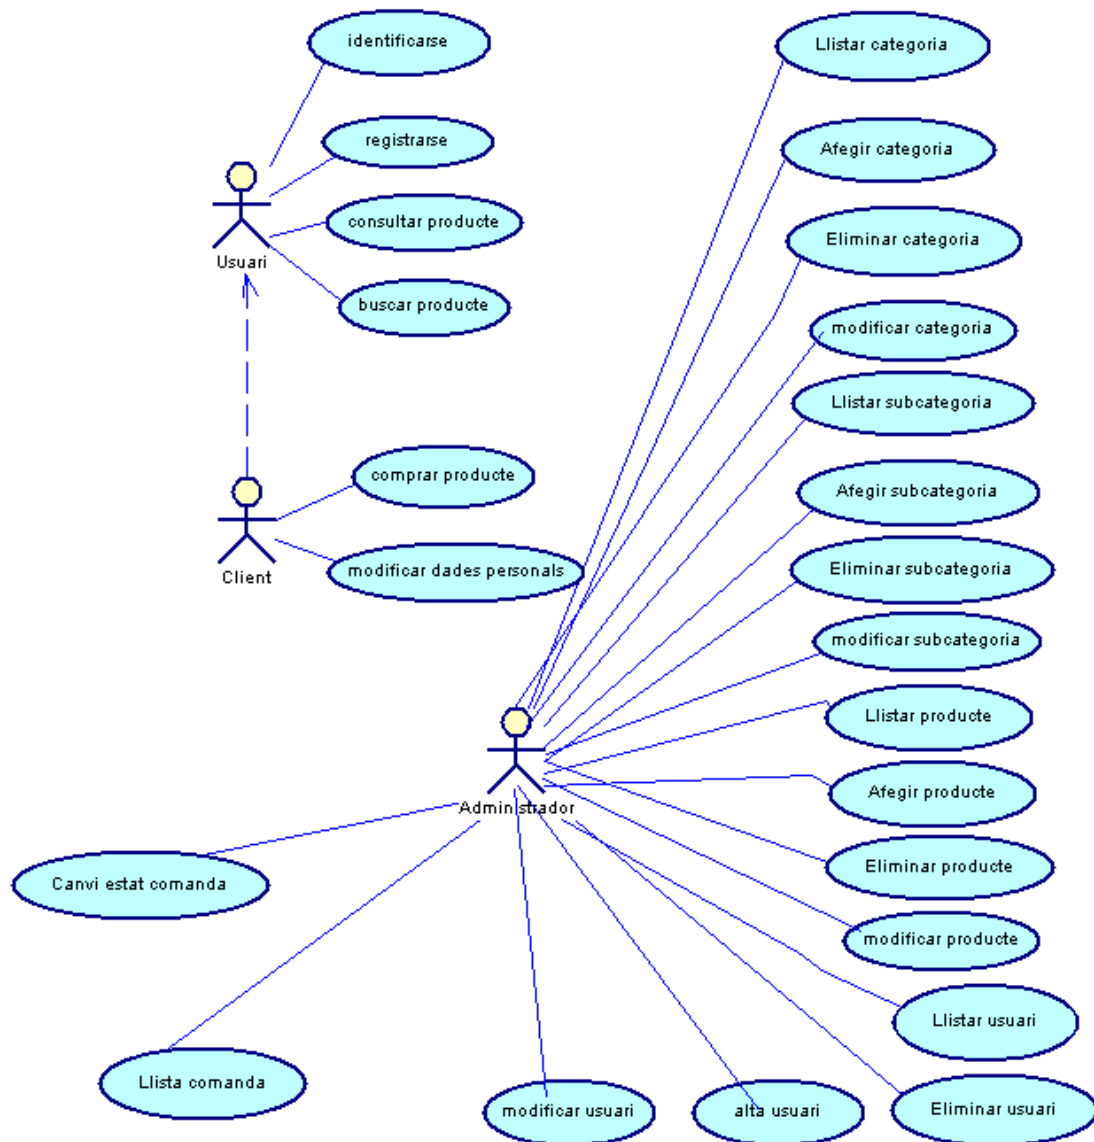 identificarse
Llistar categoria
registrarse
Afegir categoria
consultar producte
Usuari
Eliminar categoria
buscar producte
modificar categoria
Llistar subcategoria
comprar producte
Afegir subcategoria
Client
modificar dades personals
Eliminar subcategoria
modificar subcategoria
Llistar producte
Afegir producte
Administrador
Eliminar producte
Canvi estat comanda
modificar producte
Llistar usuari
Llista comanda
modificar usuari
alta usuari
Eliminar usuari